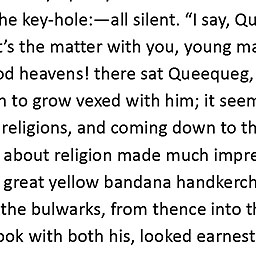 he key-hole:—all silent. “I say, Qu
t’s the matter with you, young ma
od heavens! there sat Queequeg,
n to grow vexed with him; it seem
religions, and coming down to th
about religion made much impre
great yellow bandana handkerch
the bulwarks, from thence into th
ook with both his, looked earnest